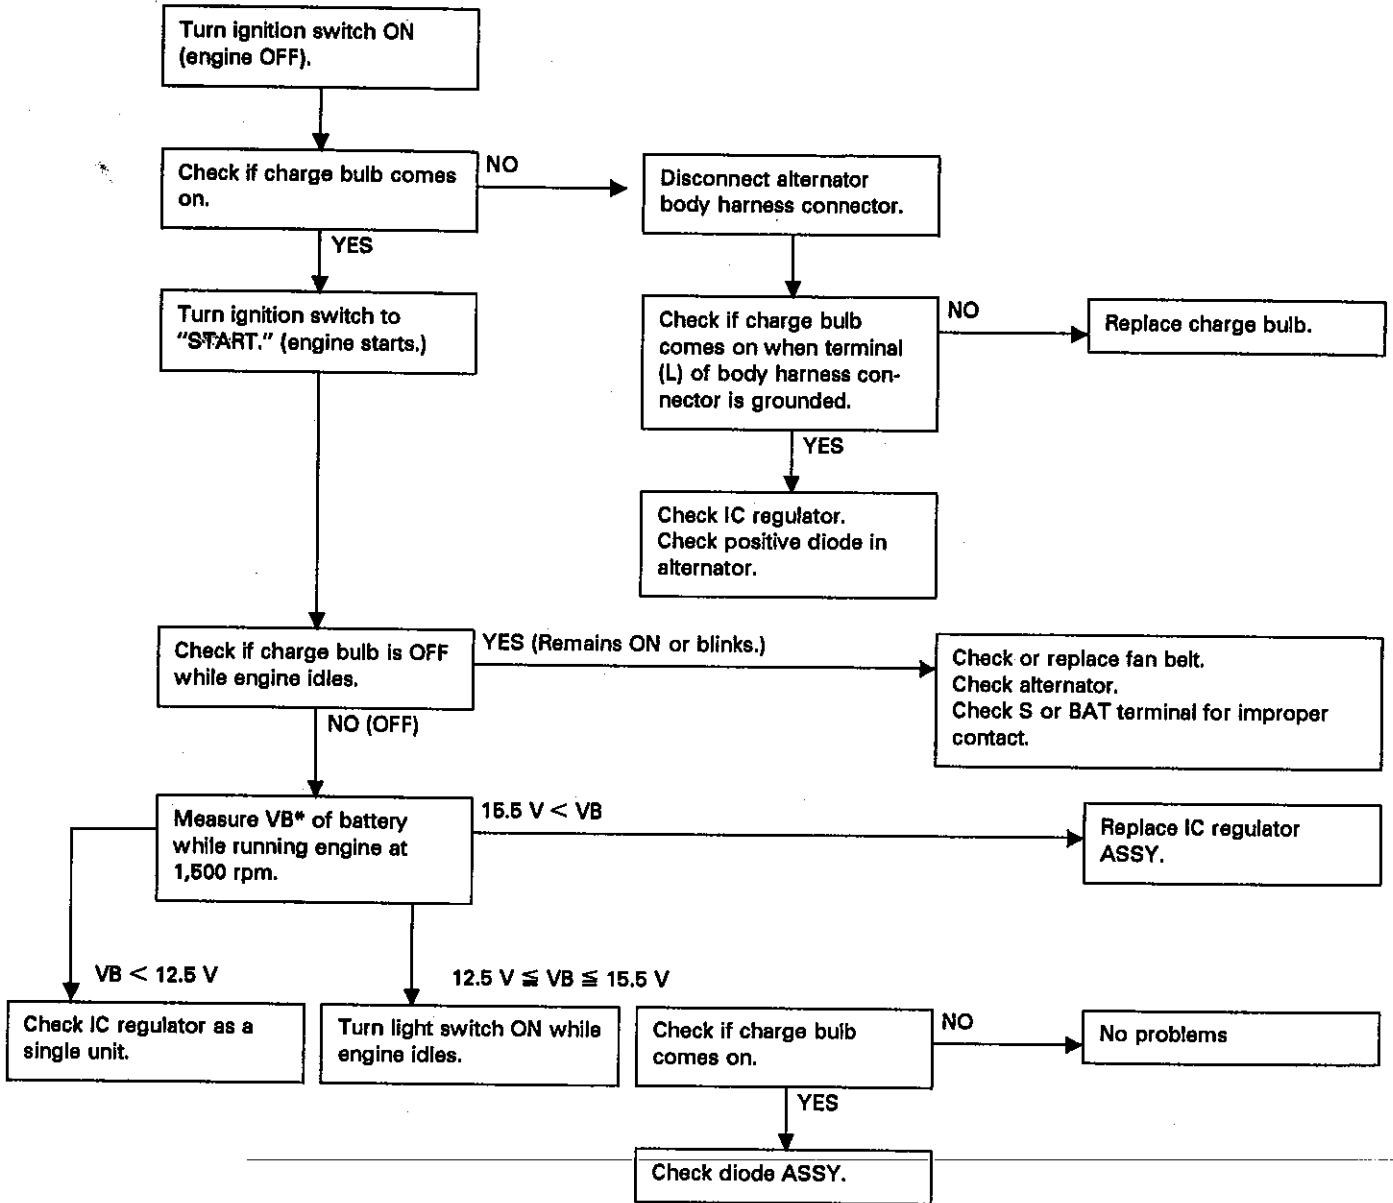 Turn ignition switch ON
(engine OFF).
Check if charge bulb comes
on.
NO
Disconnect alternator
body harness connector.
YES
Turn ignition switch to
"START." (engine starts.)
Check if charge bulb
comes on when terminal
(L) of body harness con-
nector is grounded.
NO
Replace charge bulb.
YES
Check IC regulator.
Check positive diode in
alternator.
Check if charge bulb is OFF
while engine idles.
YES (Remains ON or blinks.)
Check or replace fan belt.
Check alternator.
Check S or BAT terminal for improper
contact.
NO (OFF)
Measure VB* of battery
while running engine at
1,500 rpm.
15.5 V < VB
Replace IC regulator
ASSY.
VB < 12.5 V
12.5 V ≦ VB ≦ 15.5 V
Check IC regulator as a
single unit.
Turn light switch ON while
engine idles.
Check if charge bulb
comes on.
NO
No problems
YES
Check diode ASSY.